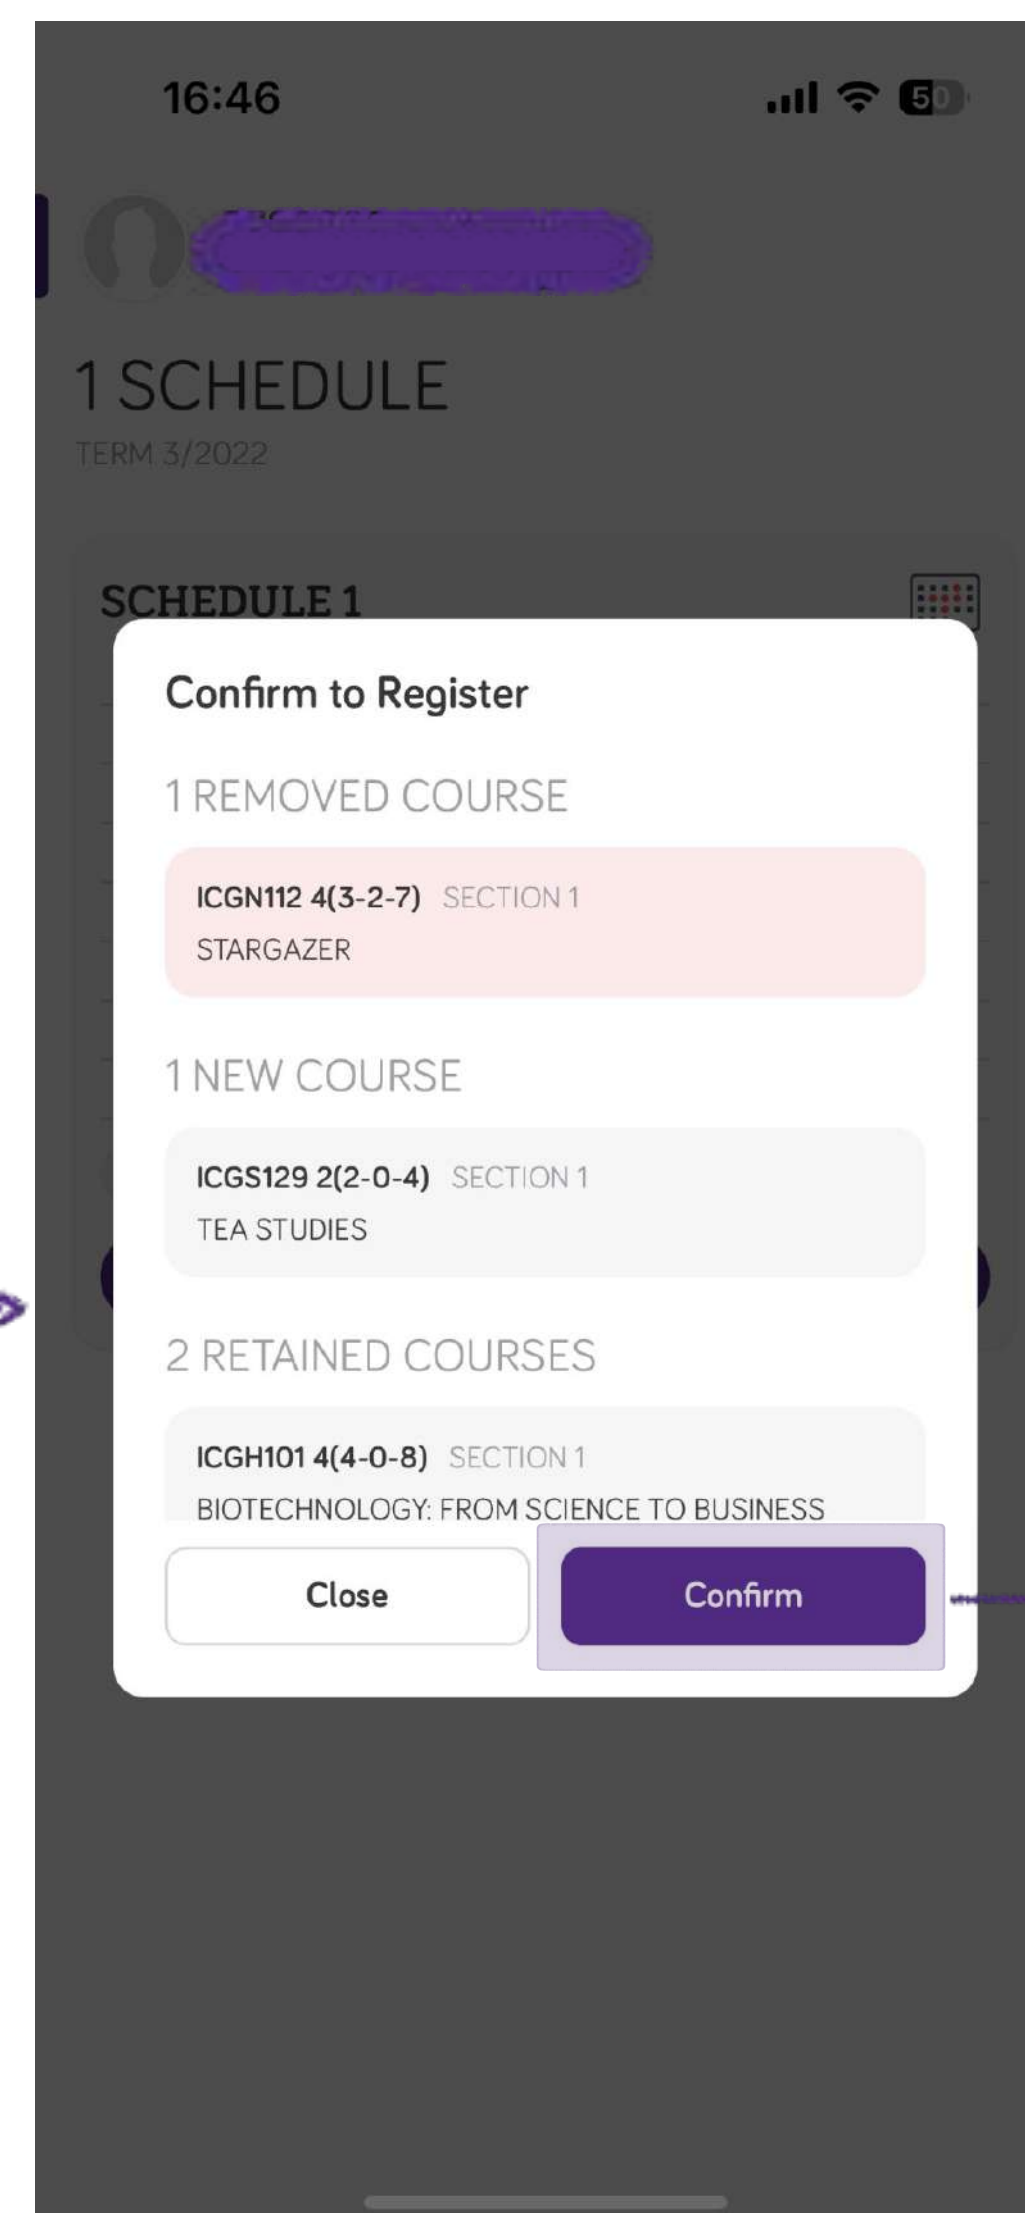 16:46
50
1 SCHEDULE
TERM 3/2022
SCHEDULE 1
Confirm to Register
1 REMOVED COURSE
ICGN112 4(3-2-7) SECTION 1
STARGAZER
1 NEW COURSE
ICGS129 2(2-0-4) SECTION 1
TEA STUDIES
2 RETAINED COURSES
ICGH101 4(4-0-8) SECTION 1
BIOTECHNOLOGY: FROM SCIENCE TO BUSINESS
Close
Confirm